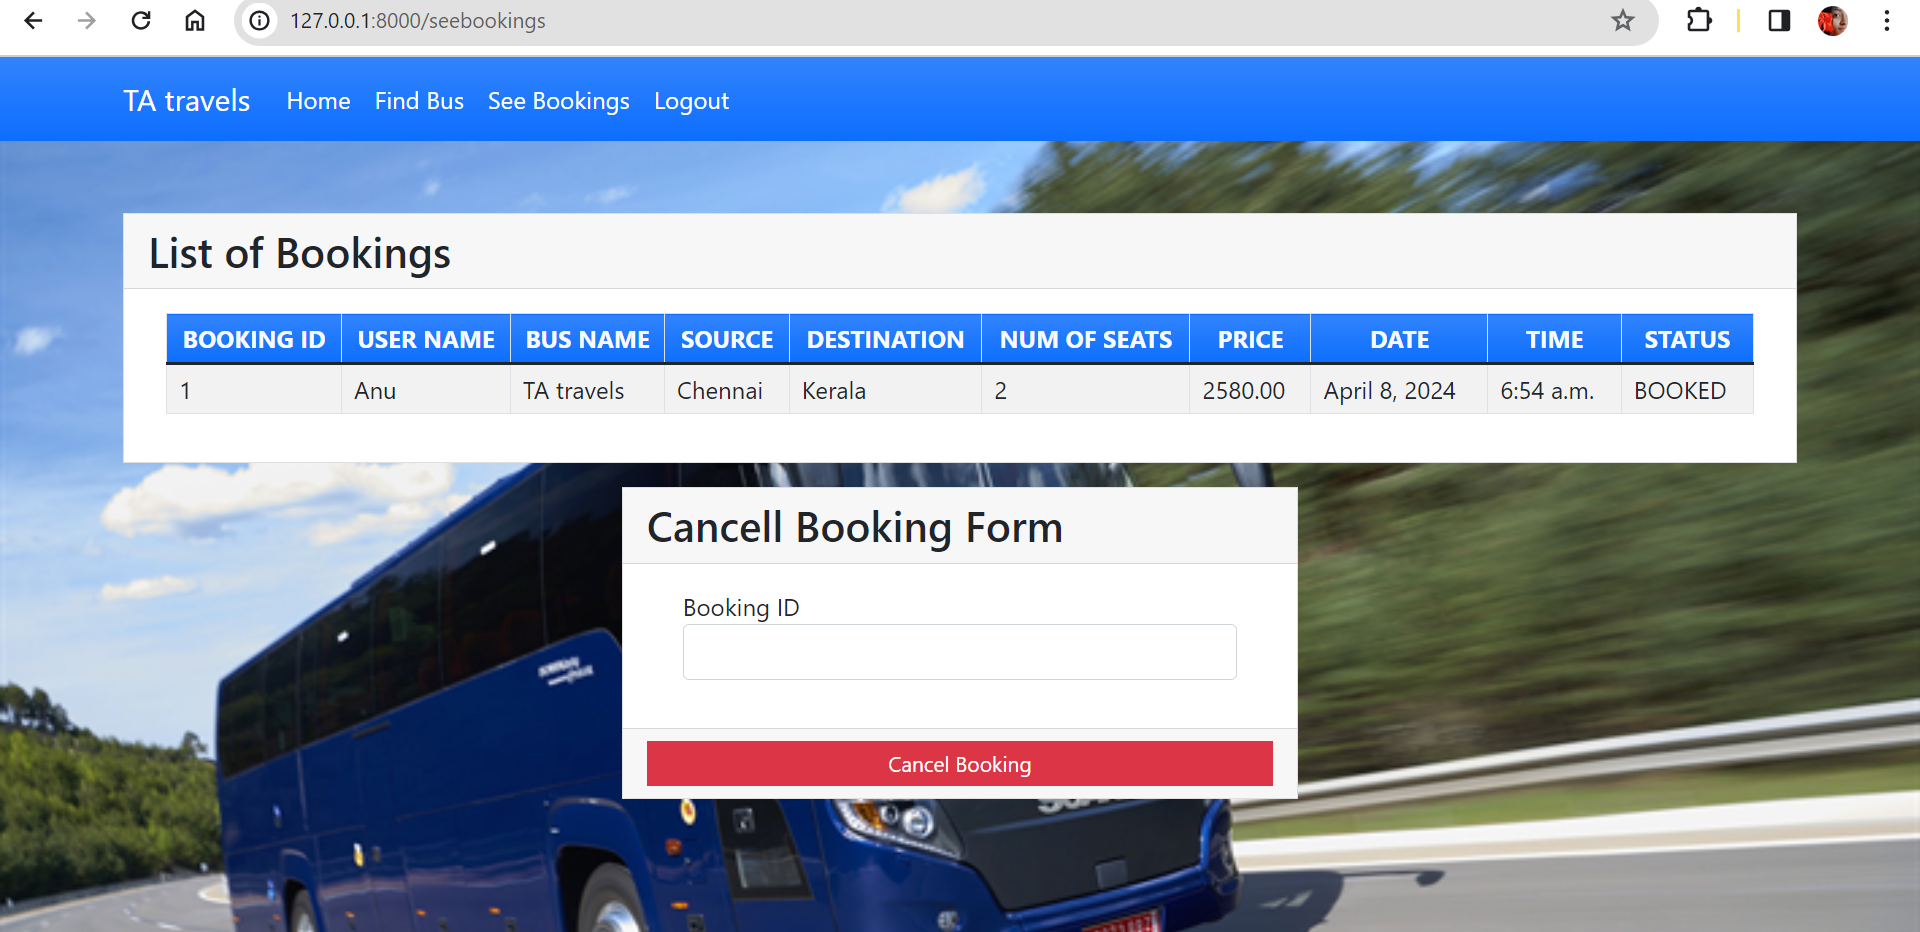 127.0.0.1:8000/seebookings
TA travels Home Find Bus See Bookings Logout
List of Bookings
BOOKING ID USER NAME BUS NAME SOURCE DESTINATION NUM OF SEATS PRICE DATE TIME STATUS
1 Anu TA travels Chennai Kerala 2 2580.00 April 8, 2024 6:54 a.m. BOOKED
Cancell Booking Form
Booking ID
Cancel Booking